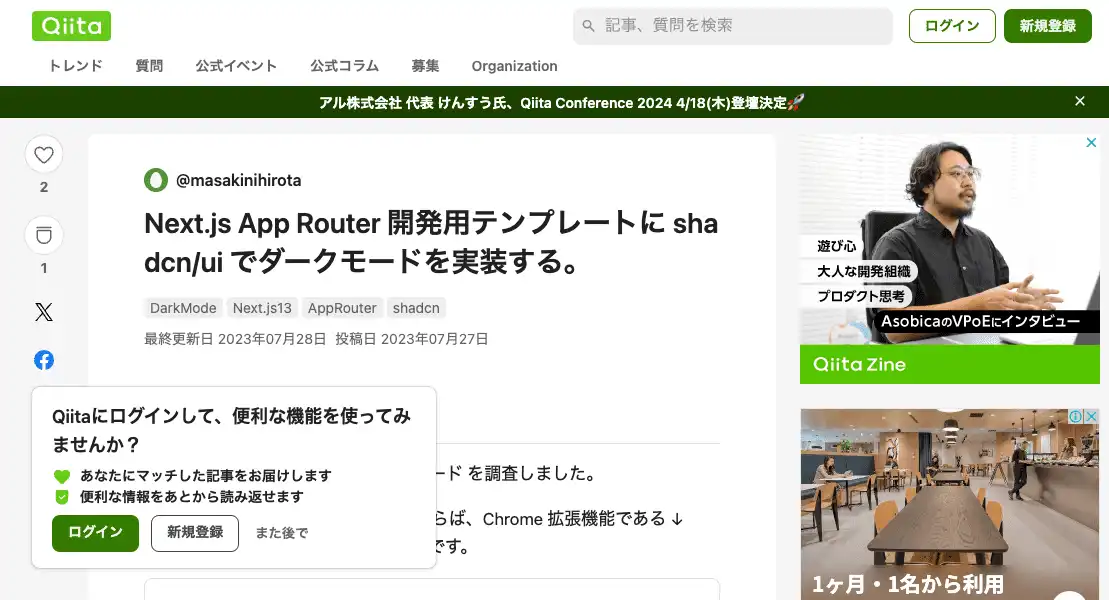 Qiita
記事、質問を検索
ログイン
新規登録
トレンド
質問
公式イベント
公式コラム
募集
Organization
アル株式会社 代表 けんすう氏、Qiita Conference 2024 4/18(木)登壇決定🚀
2
1
@masakinihirota
Next.js App Router 開発用テンプレートに sha
dcn/ui でダークモードを実装する。
DarkMode
Next.js13
AppRouter
shadcn
最終更新日 2023年07月28日 投稿日 2023年07月27日
ード を調査しました。
らば、Chrome 拡張機能である ↓
です。
Qiitaにログインして、便利な機能を使ってみ
ませんか？
あなたにマッチした記事をお届けします
便利な情報をあとから読み返せます
ログイン
新規登録
また後で
遊び心
大人な開発組織
プロダクト思考
AsobicaのVPoEにインタビュー
Qiita Zine
1ヶ月・1名から利用